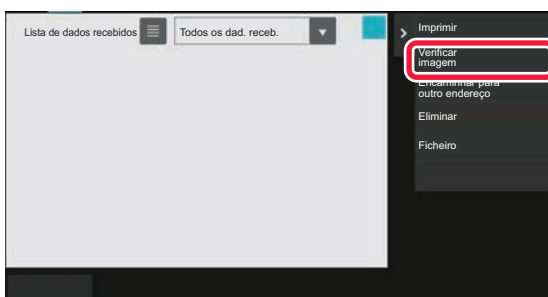 Lista de dados recebidos
Todos os dad. receb.
Imprimir
Verificar
imagem
Encaminhar para
outro endereço
Eliminar
Ficheiro